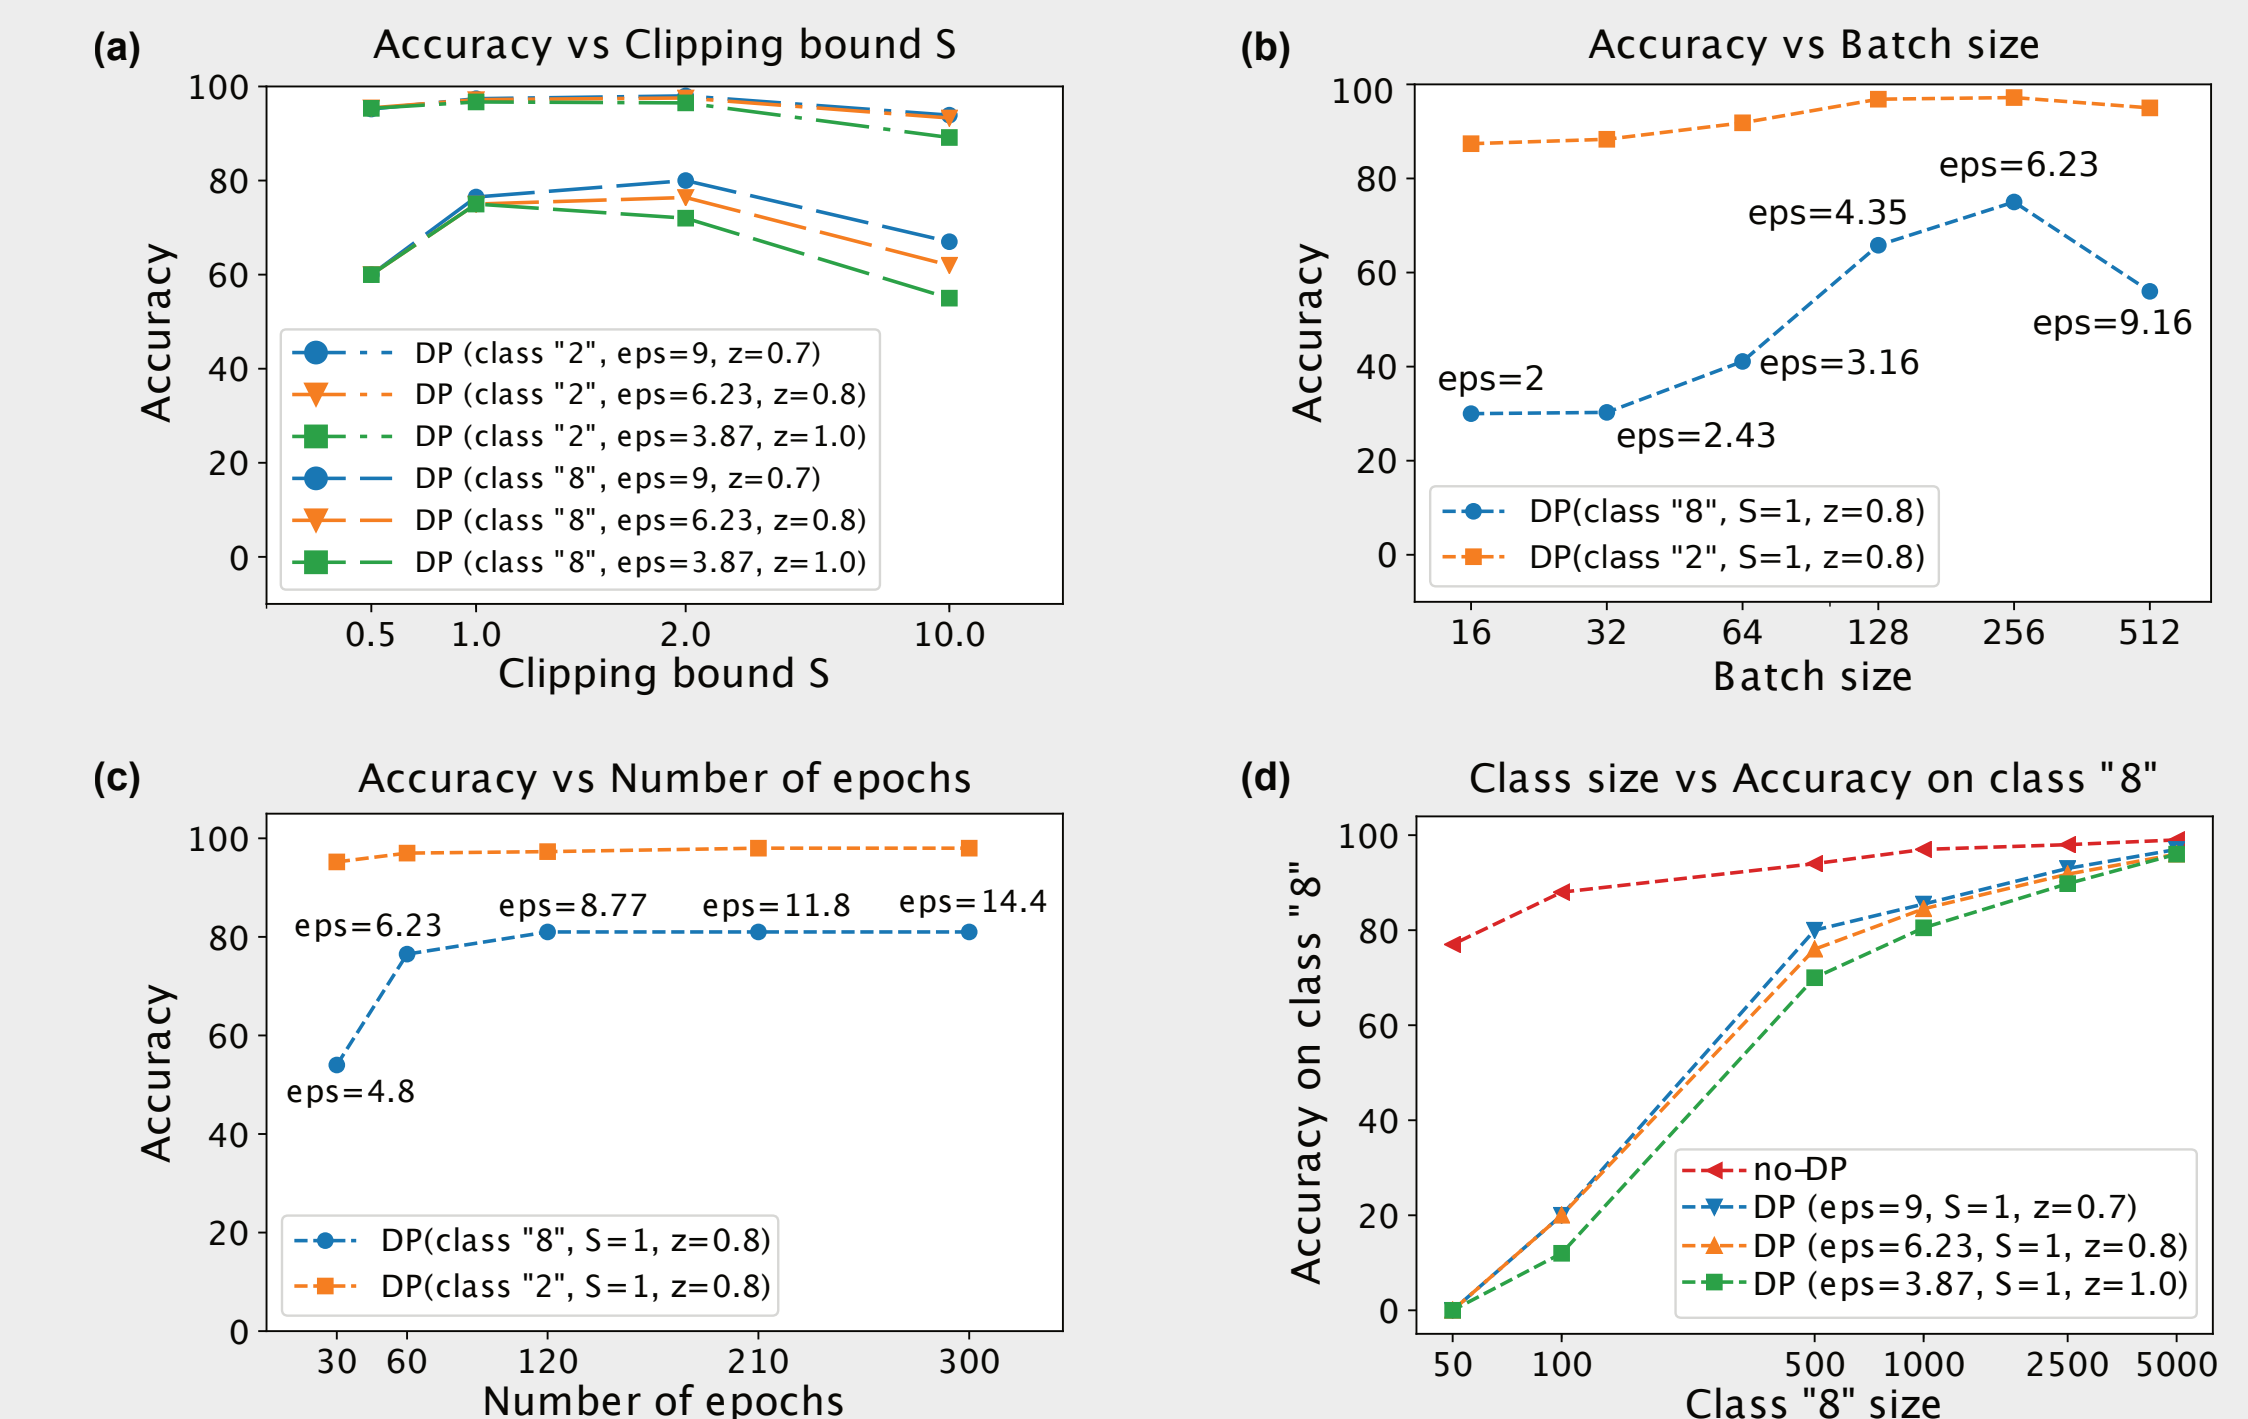 (a)
Accuracy vs Clipping bound S
100
80
60
40
20
0
Accuracy
DP (class "2", eps=9, z=0.7)
DP (class "2", eps=6.23, z=0.8)
DP (class "2", eps=3.87, z=1.0)
DP (class "8", eps=9, z=0.7)
DP (class "8", eps=6.23, z=0.8)
DP (class "8", eps=3.87, z=1.0)
0.5 1.0 2.0 10.0
Clipping bound S
(b)
Accuracy vs Batch size
100
80
60
40
20
0
Accuracy
eps=6.23
eps=4.35
eps=9.16
eps=2
eps=3.16
eps=2.43
DP(class "8", S=1, z=0.8)
DP(class "2", S=1, z=0.8)
16 32 64 128 256 512
Batch size
(c)
Accuracy vs Number of epochs
100
80
60
40
20
0
Accuracy
eps=6.23
eps=8.77
eps=11.8
eps=14.4
eps=4.8
DP(class "8", S=1, z=0.8)
DP(class "2", S=1, z=0.8)
30 60 120 210 300
Number of epochs
(d)
Class size vs Accuracy on class "8"
100
80
60
40
20
0
Accuracy on class "8"
no-DP
DP (eps=9, S=1, z=0.7)
DP (eps=6.23, S=1, z=0.8)
DP (eps=3.87, S=1, z=1.0)
50 100 500 1000 2500 5000
Class "8" size